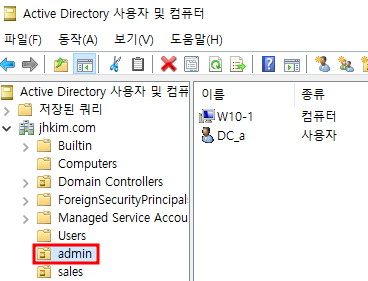 Active Directory 사용자 및 컴퓨터
파일(F) 동작(A) 보기(V) 도움말(H)
Active Directory 사용자 및 컴퓨
저장된 쿼리
jhkim.com
Builtin
Computers
Domain Controllers
ForeignSecurityPrincipals
Managed Service Accou
Users
admin
sales
이름 종류
W10-1 컴퓨터
DC_a 사용자